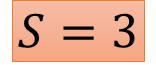 S = 3